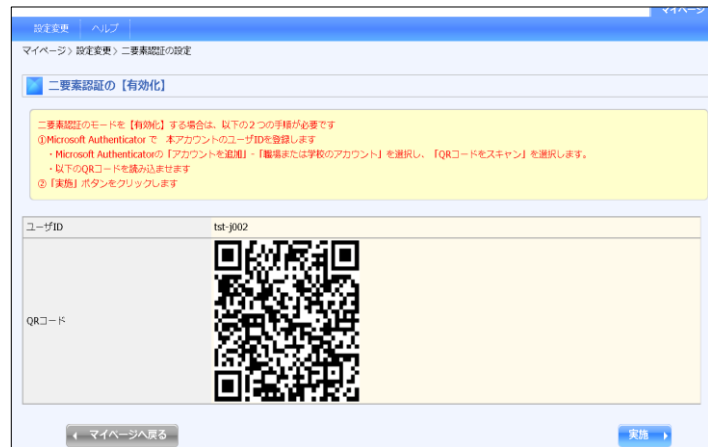 マイページ
設定変更 ヘルプ
マイページ> 設定変更> 二要素認証の設定
二要素認証の【有効化】
二要素認証のモードを【有効化】する場合は、以下の2つの手順が必要です
①Microsoft Authenticator で 本アカウントのユーザIDを登録します
・Microsoft Authenticatorの「アカウントを追加」-「職場または学校のアカウント」を選択し、「QRコードをスキャン」を選択します。
・以下のQRコードを読み込ませます
②「実施」ボタンをクリックします
ユーザID tst-j002
QRコード
マイページへ戻る 実施